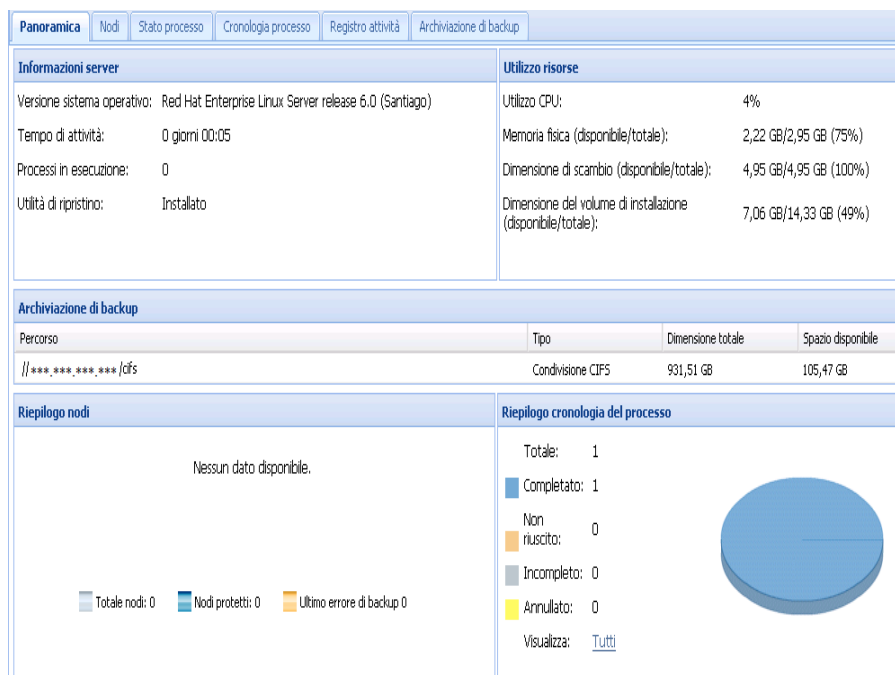 Panoramica Nodi Stato processo Cronologia processo Registro attività Archiviazione di backup
Informazioni server
Versione sistema operativo: Red Hat Enterprise Linux Server release 6.0 (Santiago)
Tempo di attività: 0 giorni 00:05
Processi in esecuzione: 0
Utilità di ripristino: Installato
Utilizzo risorse
Utilizzo CPU: 4%
Memoria fisica (disponibile/totale): 2,22 GB/2,95 GB (75%)
Dimensione di scambio (disponibile/totale): 4,95 GB/4,95 GB (100%)
Dimensione del volume di installazione
(disponibile/totale): 7,06 GB/14,33 GB (49%)
Archiviazione di backup
Percorso Tipo Dimensione totale Spazio disponibile
//***.***.***.***/cifs Condivisione CIFS 931,51 GB 105,47 GB
Riepilogo nodi
Nessun dato disponibile.
Totale nodi: 0 Nodi protetti: 0 Ultimo errore di backup 0
Riepilogo cronologia del processo
Totale: 1
Completato: 1
Non
riuscito: 0
Incompleto: 0
Annullato: 0
Visualizza: Tutti